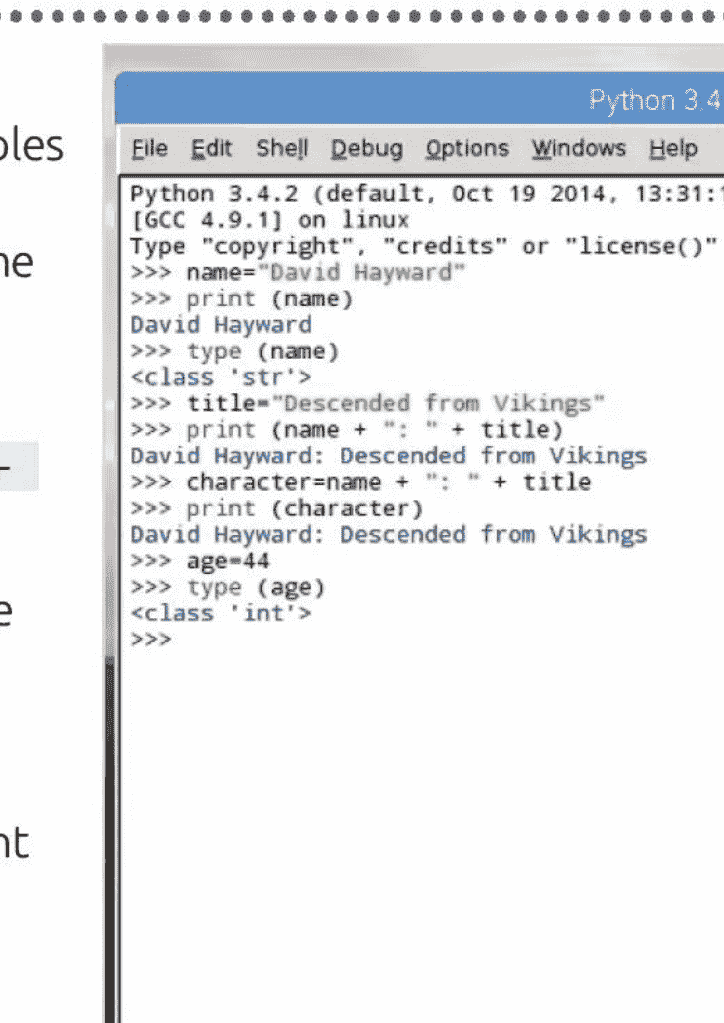 Python 3.4
File Edit Shell Debug Options Windows Help
Python 3.4.2 (default, Oct 19 2014, 13:31:1
[GCC 4.9.1] on linux
Type "copyright", "credits" or "license()"
>>> name="David Hayward"
>>> print (name)
David Hayward
>>> type (name)
<class 'str'>
>>> title="Descended from Vikings"
>>> print (name + ": " + title)
David Hayward: Descended from Vikings
>>> character=name + ": " + title
>>> print (character)
David Hayward: Descended from Vikings
>>> age=44
>>> type (age)
<class 'int'>
>>>